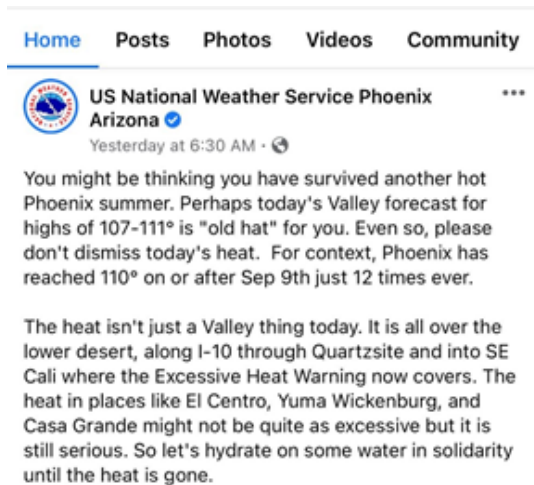 Home Posts Photos Videos Community
US National Weather Service Phoenix
Arizona
Yesterday at 6:30 AM ·
You might be thinking you have survived another hot
Phoenix summer. Perhaps today's Valley forecast for
highs of 107-111° is "old hat" for you. Even so, please
don't dismiss today's heat.  For context, Phoenix has
reached 110° on or after Sep 9th just 12 times ever.
The heat isn't just a Valley thing today. It is all over the
lower desert, along I-10 through Quartzsite and into SE
Cali where the Excessive Heat Warning now covers. The
heat in places like El Centro, Yuma Wickenburg, and
Casa Grande might not be quite as excessive but it is
still serious. So let's hydrate on some water in solidarity
until the heat is gone.